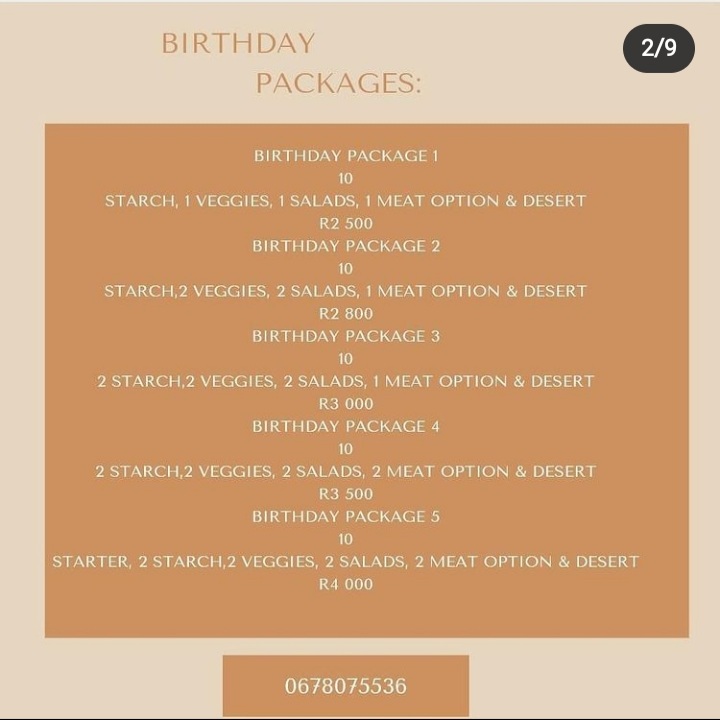 BIRTHDAY
PACKAGES:
2/9
BIRTHDAY PACKAGE 1
10
STARCH, 1 VEGGIES, 1 SALADS, 1 MEAT OPTION & DESERT
R2 500
BIRTHDAY PACKAGE 2
10
STARCH,2 VEGGIES, 2 SALADS, 1 MEAT OPTION & DESERT
R2 800
BIRTHDAY PACKAGE 3
10
2 STARCH,2 VEGGIES, 2 SALADS, 1 MEAT OPTION & DESERT
R3 000
BIRTHDAY PACKAGE 4
10
2 STARCH,2 VEGGIES, 2 SALADS, 2 MEAT OPTION & DESERT
R3 500
BIRTHDAY PACKAGE 5
10
STARTER, 2 STARCH,2 VEGGIES, 2 SALADS, 2 MEAT OPTION & DESERT
R4 000
0678075536